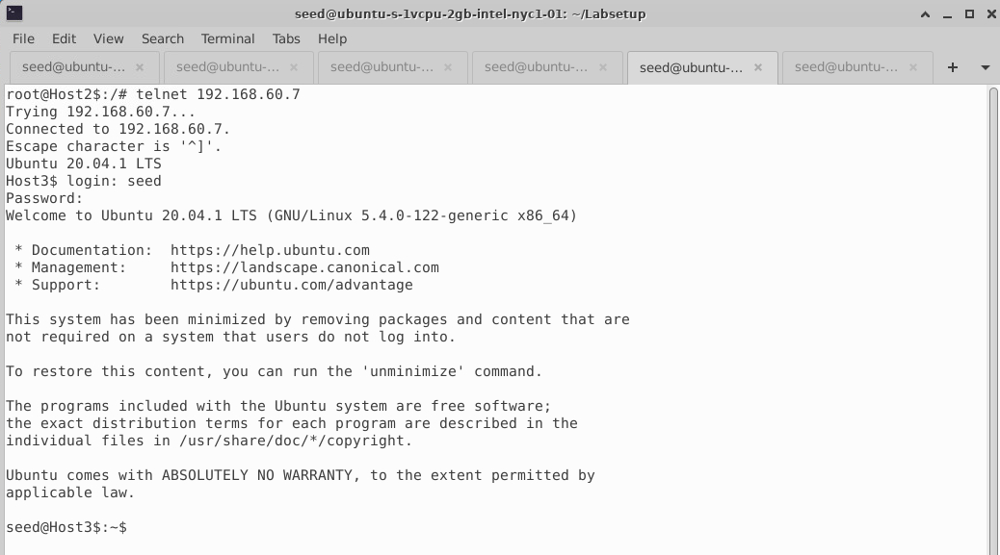 seed@ubuntu-s-1vcpu-2gb-intel-nyc1-01: ~/Labsetup
File Edit View Search Terminal Tabs Help
seed@ubuntu-... seed@ubuntu-... seed@ubuntu-... seed@ubuntu-... seed@ubuntu-... seed@ubuntu-...
root@Host2$:/# telnet 192.168.60.7
Trying 192.168.60.7...
Connected to 192.168.60.7.
Escape character is '^]'.
Ubuntu 20.04.1 LTS
Host3$ login: seed
Password:
Welcome to Ubuntu 20.04.1 LTS (GNU/Linux 5.4.0-122-generic x86_64)
* Documentation:  https://help.ubuntu.com
* Management:     https://landscape.canonical.com
* Support:        https://ubuntu.com/advantage
This system has been minimized by removing packages and content that are
not required on a system that users do not log into.
To restore this content, you can run the 'unminimize' command.
The programs included with the Ubuntu system are free software;
the exact distribution terms for each program are described in the
individual files in /usr/share/doc/*/copyright.
Ubuntu comes with ABSOLUTELY NO WARRANTY, to the extent permitted by
applicable law.
seed@Host3$:~$